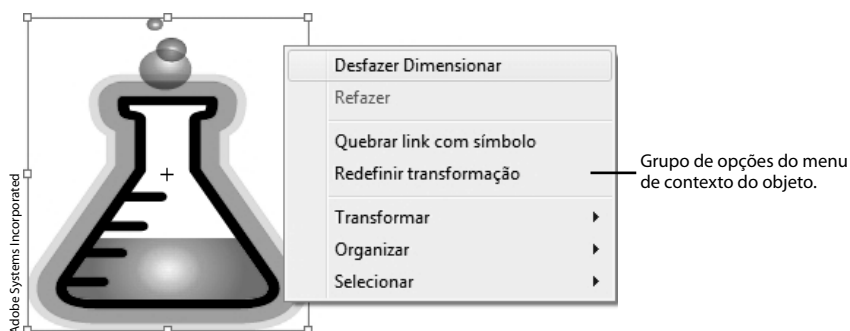 Desfazer Dimensionar
Refazer
Quebrar link com símbolo
Redefinir transformação
Transformar
Organizar
Selecionar
Grupo de opções do menu
de contexto do objeto.
Adobe Systems Incorporated